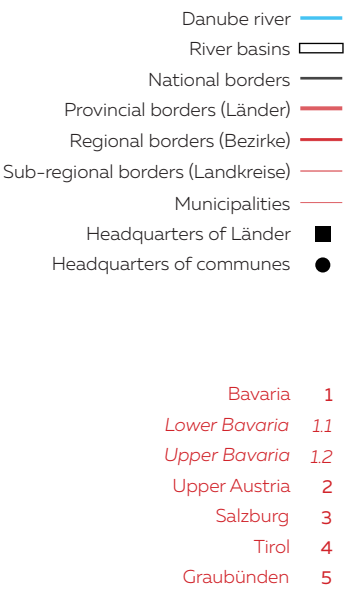 Danube river
River basins
National borders
Provincial borders (Länder)
Regional borders (Bezirke)
Sub-regional borders (Landkreise)
Municipalities
Headquarters of Länder
Headquarters of communes
Bavaria 1
Lower Bavaria 1.1
Upper Bavaria 1.2
Upper Austria 2
Salzburg 3
Tirol 4
Graubünden 5